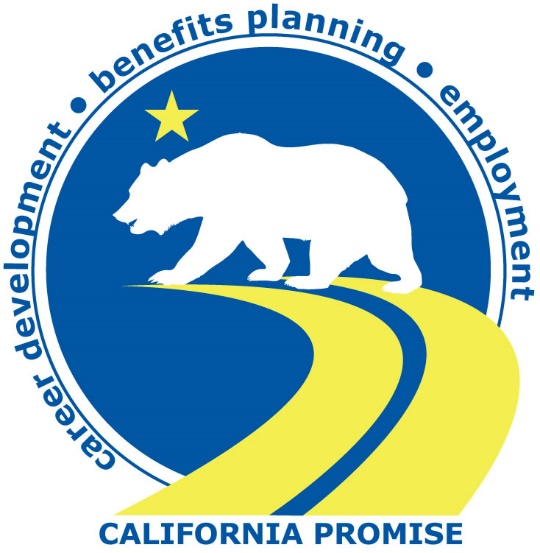 career development • benefits planning • employment
CALIFORNIA PROMISE